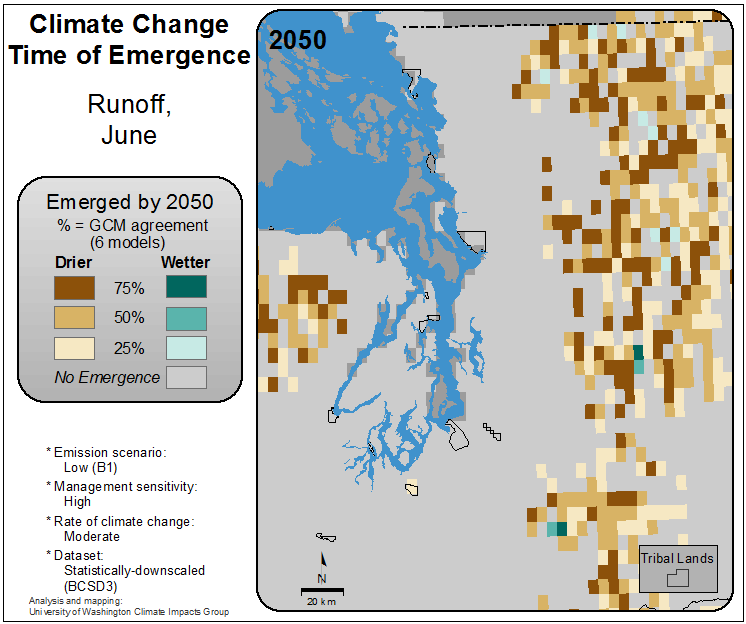 Climate Change
Time of Emergence
Runoff,
June
Emerged by 2050
% = GCM agreement
(6 models)
Drier Wetter
75%
50%
25%
No Emergence
* Emission scenario:
Low (B1)
* Management sensitivity:
High
* Rate of climate change:
Moderate
* Dataset:
Statistically-downscaled
(BCSD3)
Analysis and mapping:
University of Washington Climate Impacts Group
2050
N
20 km
Tribal Lands